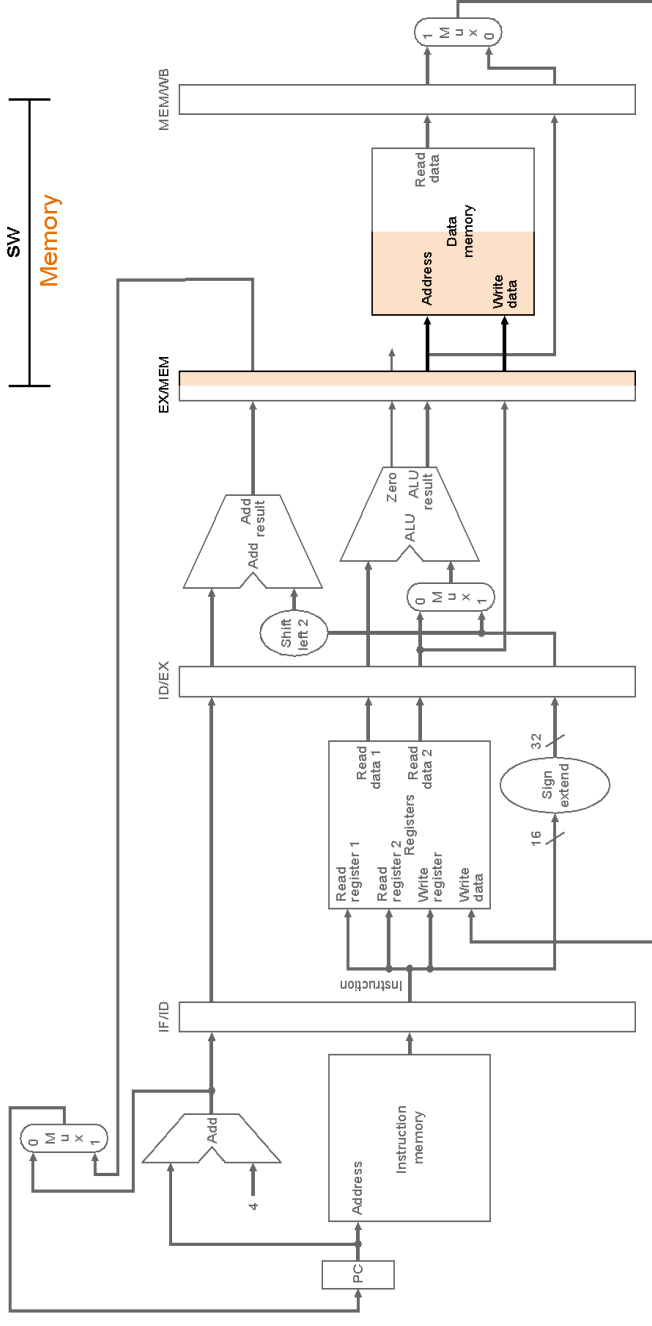 sw
Memory
0
M
u
x
1
IF/ID
ID/EX
EX/MEM
MEM/WB
Add
4
Add
Add
result
Shift
left 2
PC
Address
Instruction
memory
Instruction
Read
register 1
Read
register 2
Registers
Write
register
Write
data
Read
data 1
Read
data 2
16
Sign
extend
32
0
M
u
x
1
Zero
ALU
ALU
result
Address
Data
memory
Write
data
Read
data
1
M
u
x
0